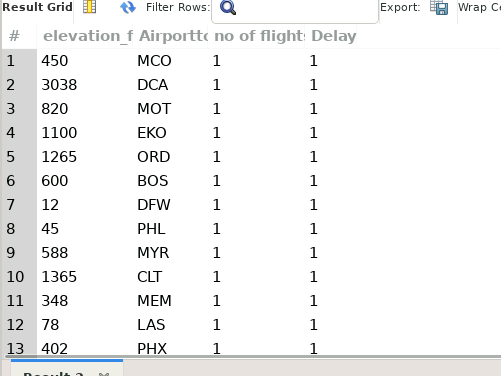 Result Grid Filter Rows: Export: Wrap Ce
# elevation_f Airportto no of flight Delay
1 450 MCO 1 1
2 3038 DCA 1 1
3 820 MOT 1 1
4 1100 EKO 1 1
5 1265 ORD 1 1
6 600 BOS 1 1
7 12 DFW 1 1
8 45 PHL 1 1
9 588 MYR 1 1
10 1365 CLT 1 1
11 348 MEM 1 1
12 78 LAS 1 1
13 402 PHX 1 1
Result 2